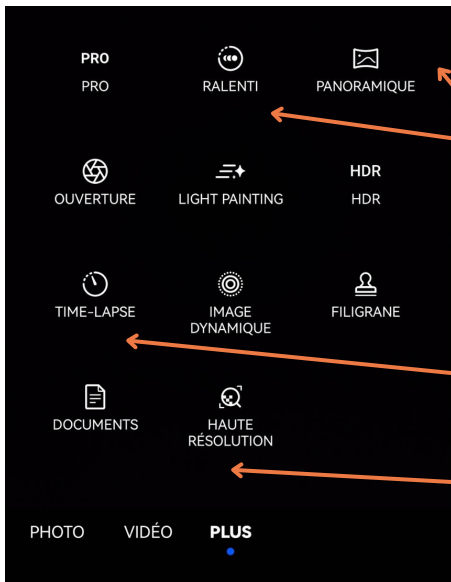 PRO
PRO RALENTI PANORAMIQUE
HDR
OUVERTURE LIGHT PAINTING HDR
TIME-LAPSE IMAGE DYNAMIQUE FILIGRANE
DOCUMENTS HAUTE RÉSOLUTION
PHOTO VIDÉO PLUS